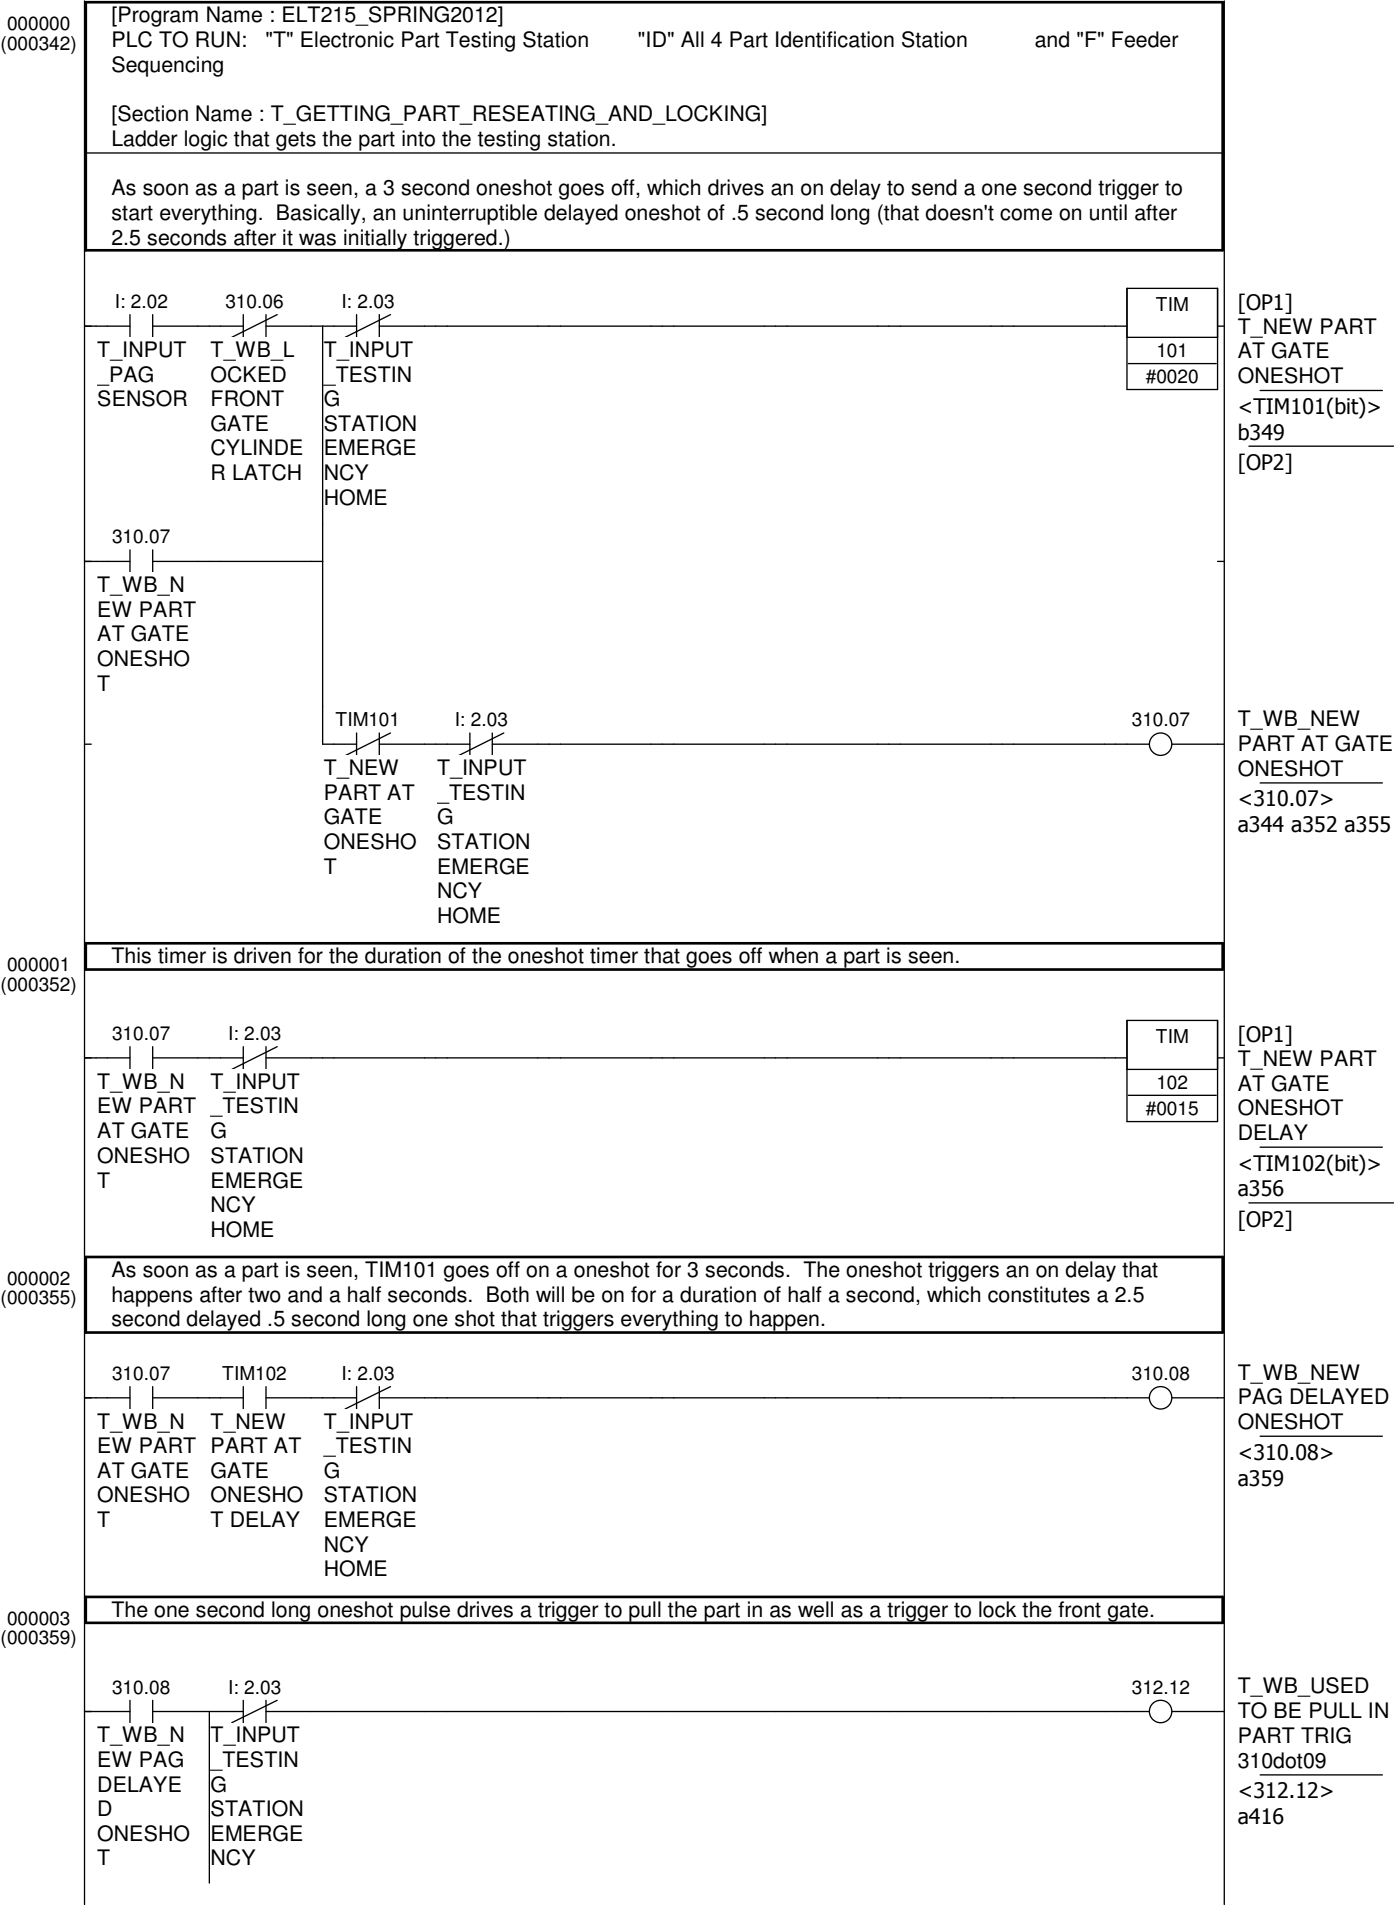 000000
(000342)
[Program Name : ELT215_SPRING2012]
PLC TO RUN: "T" Electronic Part Testing Station "ID" All 4 Part Identification Station and "F" Feeder
Sequencing
[Section Name : T_GETTING_PART_RESEATING_AND_LOCKING]
Ladder logic that gets the part into the testing station.
As soon as a part is seen, a 3 second oneshot goes off, which drives an on delay to send a one second trigger to
start everything. Basically, an uninterruptible delayed oneshot of .5 second long (that doesn't come on until after
2.5 seconds after it was initially triggered.)
I: 2.02
T_INPUT
_PAG
SENSOR
310.06
T_WB_L
OCKED
FRONT
GATE
CYLINDE
R LATCH
I: 2.03
T_INPUT
_TESTIN
G
STATION
EMERGE
NCY
HOME
TIM
101
#0020
[OP1]
T_NEW PART
AT GATE
ONESHOT
<TIM101(bit)>
b349
[OP2]
310.07
T_WB_N
EW PART
AT GATE
ONESHO
T
TIM101
T_NEW
PART AT
GATE
ONESHO
T
I: 2.03
T_INPUT
_TESTIN
G
STATION
EMERGE
NCY
HOME
310.07
T_WB_NEW
PART AT GATE
ONESHOT
<310.07>
a344 a352 a355
000001
(000352)
This timer is driven for the duration of the oneshot timer that goes off when a part is seen.
310.07
T_WB_N
EW PART
AT GATE
ONESHO
T
I: 2.03
T_INPUT
_TESTIN
G
STATION
EMERGE
NCY
HOME
TIM
102
#0015
[OP1]
T_NEW PART
AT GATE
ONESHOT
DELAY
<TIM102(bit)>
a356
[OP2]
000002
(000355)
As soon as a part is seen, TIM101 goes off on a oneshot for 3 seconds. The oneshot triggers an on delay that
happens after two and a half seconds. Both will be on for a duration of half a second, which constitutes a 2.5
second delayed .5 second long one shot that triggers everything to happen.
310.07
T_WB_N
EW PART
AT GATE
ONESHO
T
TIM102
T_NEW
PART AT
GATE
ONESHO
T DELAY
I: 2.03
T_INPUT
_TESTIN
G
STATION
EMERGE
NCY
HOME
310.08
T_WB_NEW
PAG DELAYED
ONESHOT
<310.08>
a359
000003
(000359)
The one second long oneshot pulse drives a trigger to pull the part in as well as a trigger to lock the front gate.
310.08
T_WB_N
EW PAG
DELAYE
D
ONESHO
T
I: 2.03
T_INPUT
_TESTIN
G
STATION
EMERGE
NCY
312.12
T_WB_USED
TO BE PULL IN
PART TRIG
310dot09
<312.12>
a416